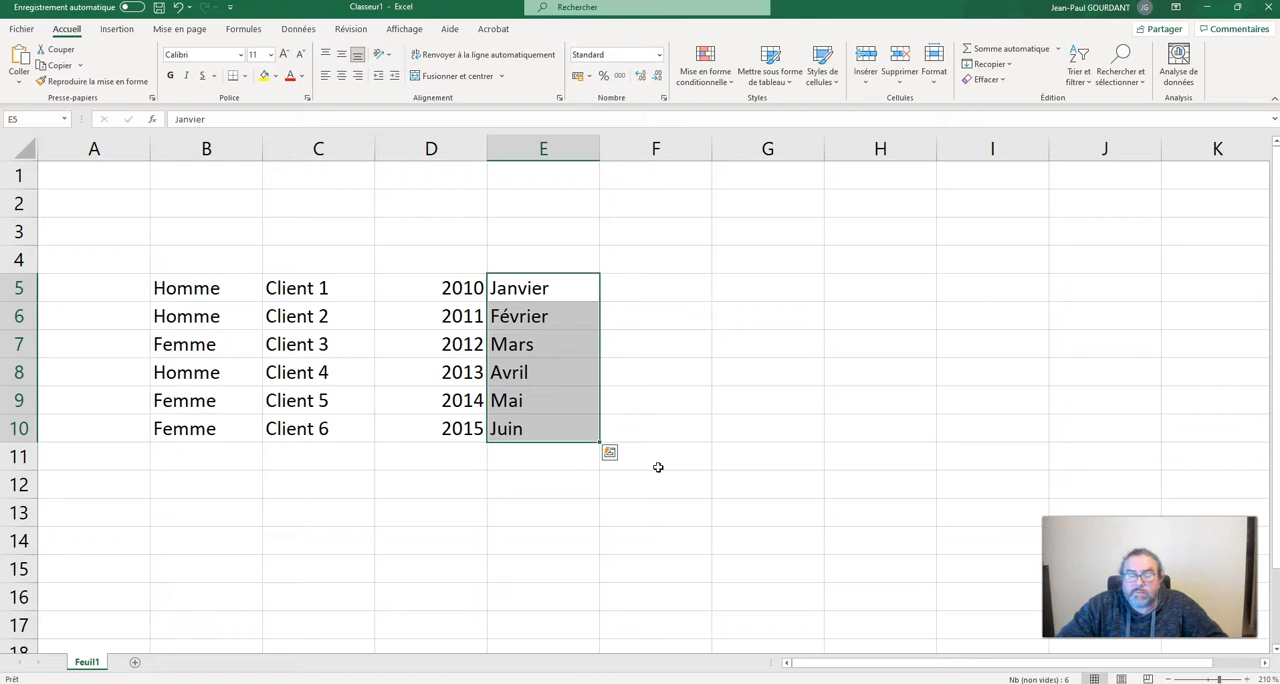 Enregistrement automatique Classeur1 - Excel Rechercher Jean-Paul GOURDANT JG
Fichier Accueil Insertion Mise en page Formules Données Révision Affichage Aide Acrobat Partager Commentaires
Coller
Couper
Copier
Reproduire la mise en forme
Presse-papiers
Calibri 11
G I S
Police
Renvoyer à la ligne automatiquement
Fusionner et centrer
Alignement
Standard
% 000
Nombre
Mise en forme conditionnelle
Mettre sous forme de tableau
Styles de cellules
Styles
Insérer Supprimer Format
Cellules
Somme automatique
Recopier
Effacer
Trier et filtrer
Rechercher et sélectionner
Édition
Analyse de données
Analysis
E5 fx Janvier
A B C D E F G H I J K
1
2
3
4
5 Homme Client 1 2010 Janvier
6 Homme Client 2 2011 Février
7 Femme Client 3 2012 Mars
8 Homme Client 4 2013 Avril
9 Femme Client 5 2014 Mai
10 Femme Client 6 2015 Juin
11
12
13
14
15
16
17
18
Feuil1
Prêt Nb (non vides) : 6 210 %